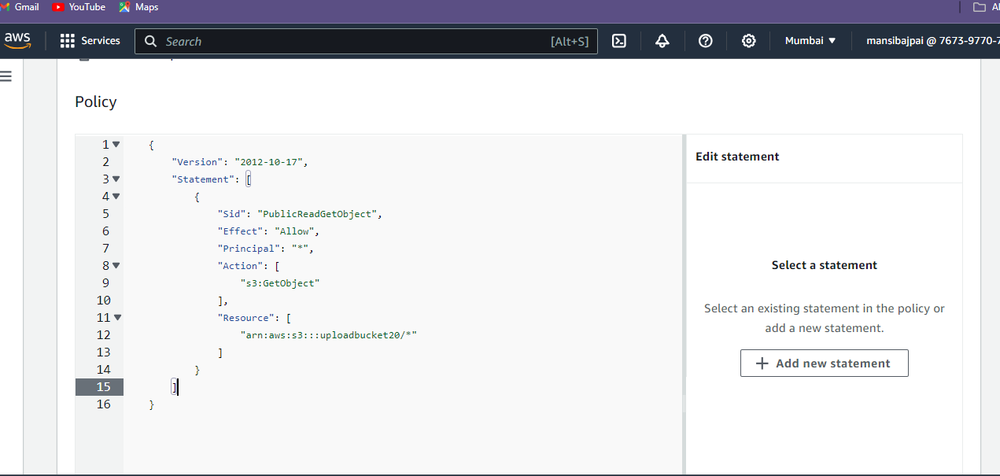 Gmail YouTube Maps
aws Services Search [Alt+S] Mumbai mansibajpai @ 7673-9770-7
Policy
1 {
2 "Version": "2012-10-17",
3 "Statement": [
4 {
5 "Sid": "PublicReadGetObject",
6 "Effect": "Allow",
7 "Principal": "*",
8 "Action": [
9 "s3:GetObject"
10 ],
11 "Resource": [
12 "arn:aws:s3:::uploadbucket20/*"
13 ]
14 }
15 ]
16 }
Edit statement
Select a statement
Select an existing statement in the policy or
add a new statement.
+ Add new statement